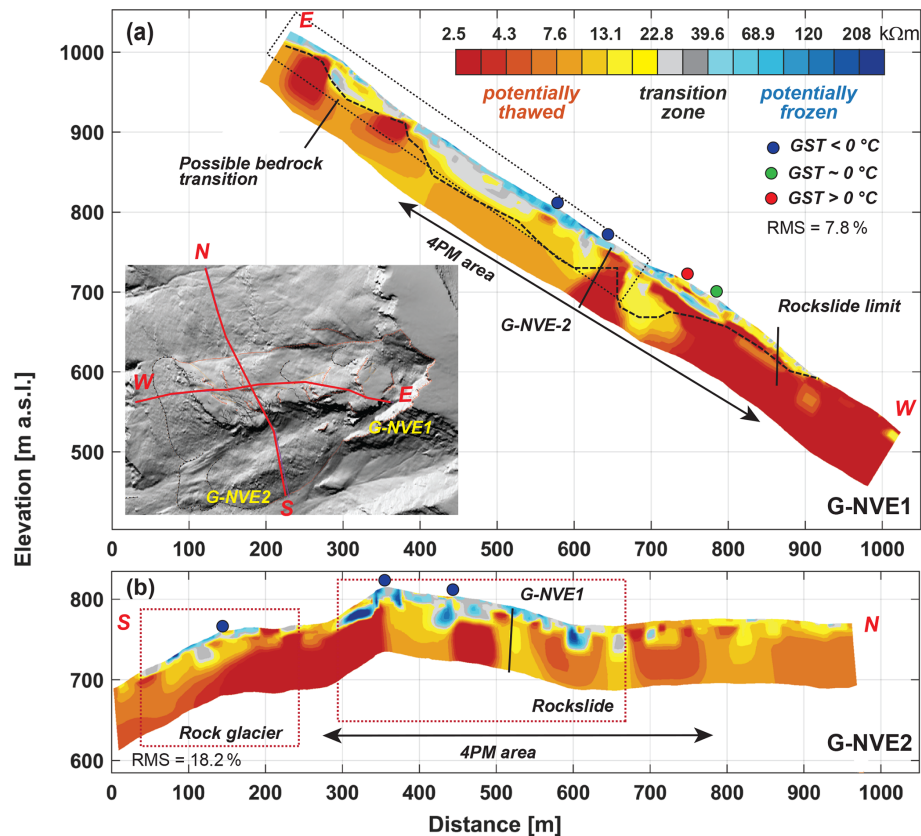 (a)
E
2.5 4.3 7.6 13.1 22.8 39.6 68.9 120 208 kΩm
potentially thawed
transition zone
potentially frozen
GST < 0 °C
GST ~ 0 °C
GST > 0 °C
RMS = 7.8 %
Possible bedrock
transition
4PM area
G-NVE-2
Rockslide limit
W
G-NVE1
N
W
E
G-NVE1
G-NVE2
S
1000
900
800
700
600
500
Elevation [m a.s.l.]
0 100 200 300 400 500 600 700 800 900 1000
(b)
S
G-NVE1
N
Rock glacier
Rockslide
RMS = 18.2 %
4PM area
G-NVE2
800
700
600
0 100 200 300 400 500 600 700 800 900 1000
Distance [m]